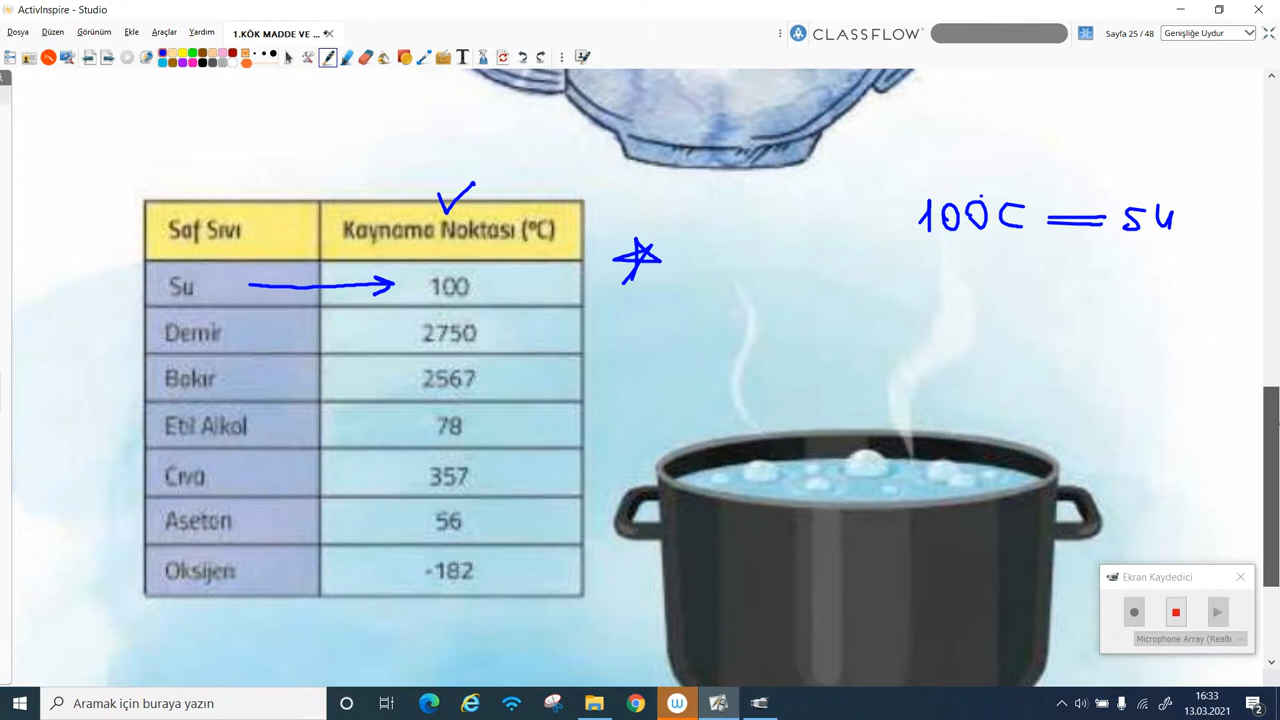 ActivInspire - Studio
Dosya Düzen Görünüm Ekle Araçlar Yardım
1.KÖK MADDE VE ...
CLASSFLOW
Sayfa 25 / 48
Genişliğe Uydur
Saf Sıvı Kaynama Noktası (°C)
Su 100
Demir 2750
Bakır 2567
Etil Alkol 78
Cıva 357
Aseton 56
Oksijen -182
100°C = su
Ekran Kaydedici
Microphone Array (Realt
Aramak için buraya yazın
16:33
13.03.2021
2